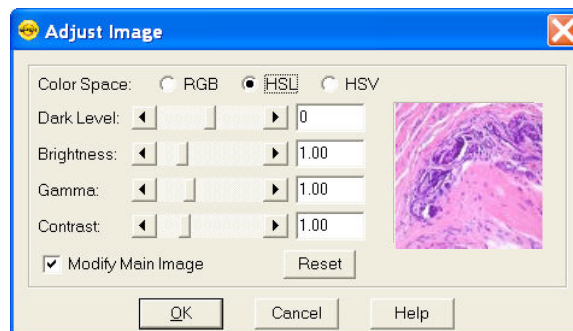 Adjust Image
Color Space: RGB HSL HSV
Dark Level: 0
Brightness: 1.00
Gamma: 1.00
Contrast: 1.00
Modify Main Image Reset
OK Cancel Help